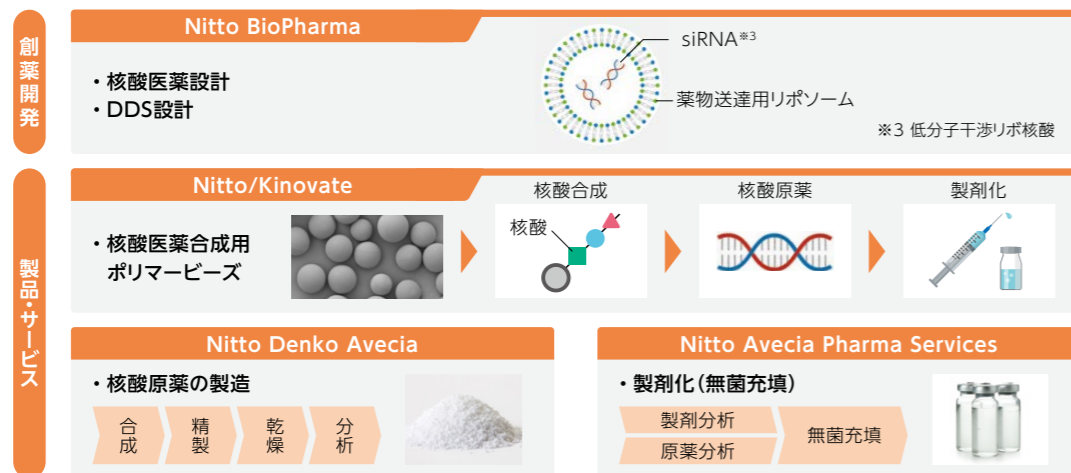 創薬開発
Nitto BioPharma
・核酸医薬設計
・DDS設計
siRNA※3
薬物送達用リポソーム
※3 低分子干渉リボ核酸
製品・サービス
Nitto/Kinovate
・核酸医薬合成用
ポリマービーズ
核酸合成
核酸
核酸原薬
製剤化
Nitto Denko Avecia
・核酸原薬の製造
合成
精製
乾燥
分析
Nitto Avecia Pharma Services
・製剤化(無菌充填)
製剤分析
原薬分析
無菌充填